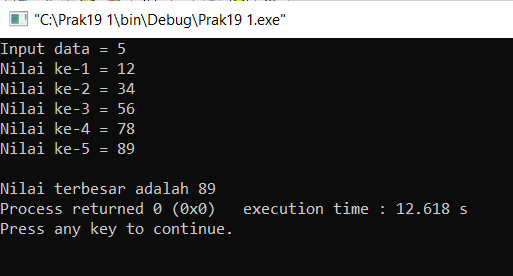 "C:\Prak19 1\bin\Debug\Prak19 1.exe"
Input data = 5
Nilai ke-1 = 12
Nilai ke-2 = 34
Nilai ke-3 = 56
Nilai ke-4 = 78
Nilai ke-5 = 89
Nilai terbesar adalah 89
Process returned 0 (0x0)   execution time : 12.618 s
Press any key to continue.